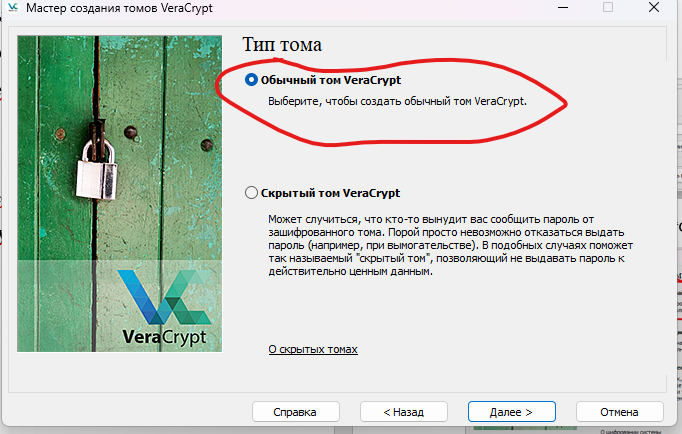 Мастер создания томов VeraCrypt
Тип тома
Обычный том VeraCrypt
Выберите, чтобы создать обычный том VeraCrypt.
Скрытый том VeraCrypt
Может случиться, что кто-то вынудит вас сообщить пароль от
зашифрованного тома. Порой просто невозможно отказаться выдать
пароль (например, при вымогательстве). В подобных случаях поможет
так называемый "скрытый том", позволяющий не выдавать пароль к
действительно ценным данным.
VeraCrypt
О скрытых томах
Справка
< Назад
Далее >
Отмена
О шифровании системы